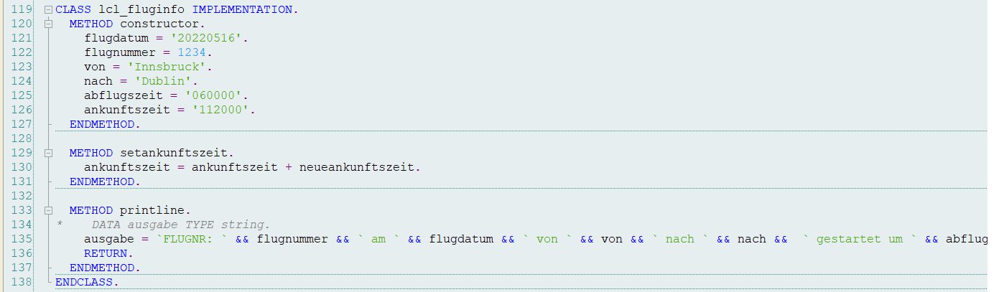 119 CLASS lcl_fluginfo IMPLEMENTATION.
120   METHOD constructor.
121     flugdatum = '20220516'.
122     flugnummer = 1234.
123     von = 'Innsbruck'.
124     nach = 'Dublin'.
125     abflugszeit = '060000'.
126     ankunftszeit = '112000'.
127   ENDMETHOD.
128
129   METHOD setankunftszeit.
130     ankunftszeit = ankunftszeit + neueankunftszeit.
131   ENDMETHOD.
132
133   METHOD printline.
134 *    DATA ausgabe TYPE string.
135     ausgabe = `FLUGNR: ` && flugnummer && ` am ` && flugdatum && ` von ` && von && ` nach ` && nach &&  ` gestartet um ` && abflug
136     RETURN.
137   ENDMETHOD.
138 ENDCLASS.